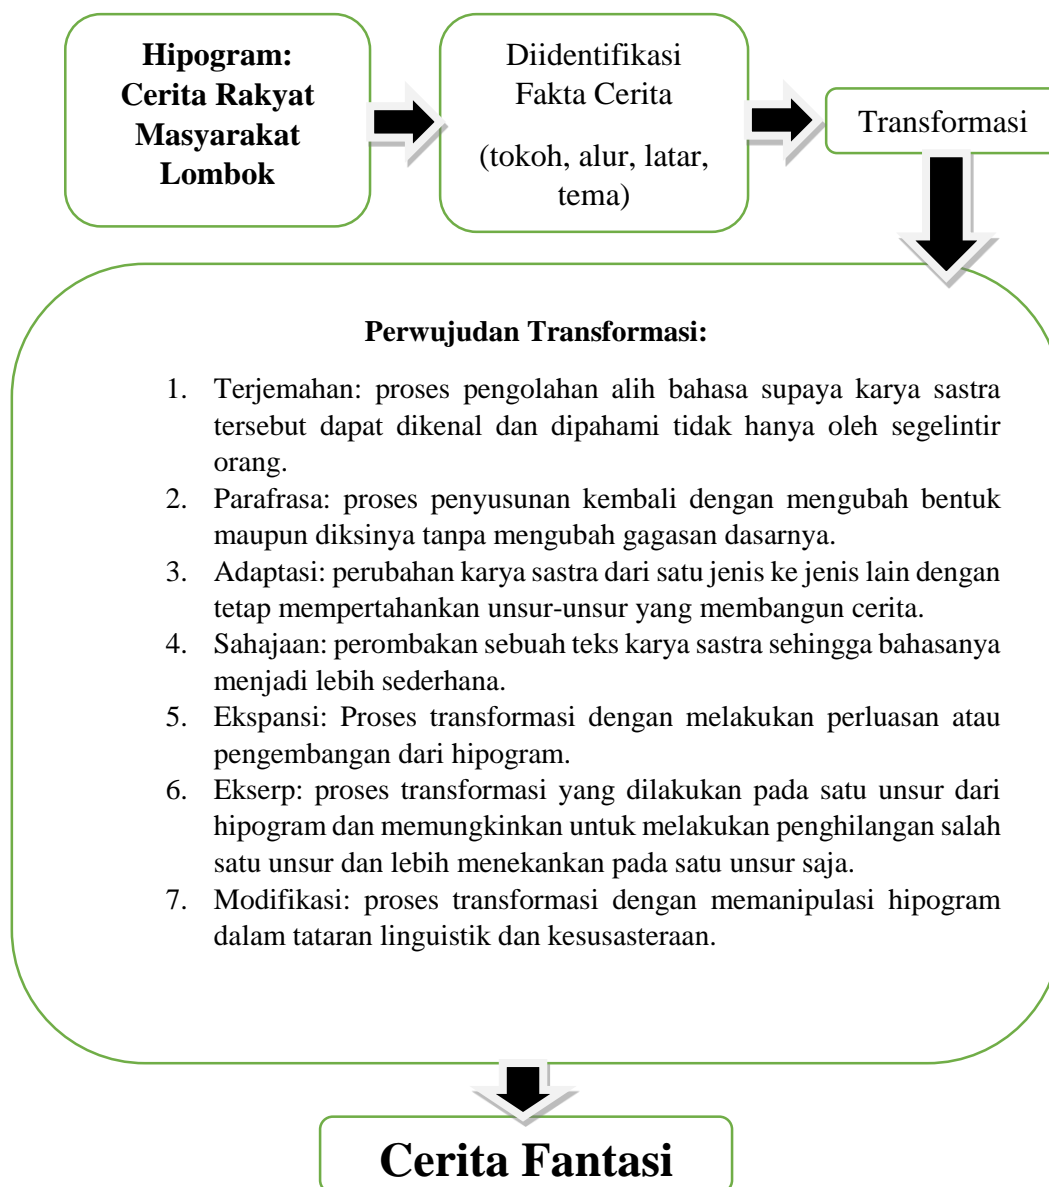 Hipogram:
Cerita Rakyat
Masyarakat
Lombok
Diidentifikasi
Fakta Cerita
(tokoh, alur, latar,
tema)
Transformasi
Perwujudan Transformasi:
1. Terjemahan: proses pengolahan alih bahasa supaya karya sastra
tersebut dapat dikenal dan dipahami tidak hanya oleh segelintir
orang.
2. Parafrasa: proses penyusunan kembali dengan mengubah bentuk
maupun diksinya tanpa mengubah gagasan dasarnya.
3. Adaptasi: perubahan karya sastra dari satu jenis ke jenis lain dengan
tetap mempertahankan unsur-unsur yang membangun cerita.
4. Sahajaan: perombakan sebuah teks karya sastra sehingga bahasanya
menjadi lebih sederhana.
5. Ekspansi: Proses transformasi dengan melakukan perluasan atau
pengembangan dari hipogram.
6. Ekserp: proses transformasi yang dilakukan pada satu unsur dari
hipogram dan memungkinkan untuk melakukan penghilangan salah
satu unsur dan lebih menekankan pada satu unsur saja.
7. Modifikasi: proses transformasi dengan memanipulasi hipogram
dalam tataran linguistik dan kesusasteraan.
Cerita Fantasi